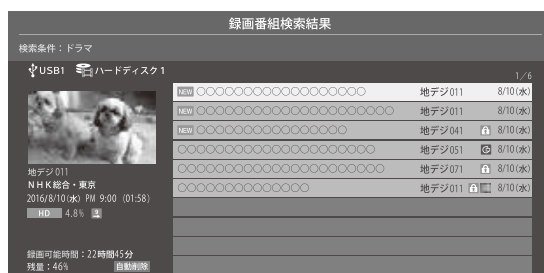 録画番組検索結果
検索条件：ドラマ
USB1 ハードディスク1
1/6
NEW 〇〇〇〇〇〇〇〇〇〇〇〇〇〇〇〇〇〇 地デジ011 8/10(水)
NEW 〇〇〇〇〇〇〇〇〇〇〇〇〇〇〇〇〇〇〇〇〇 地デジ011 8/10(水)
NEW 〇〇〇〇〇〇〇〇〇〇〇〇〇〇〇〇 地デジ041 8/10(水)
〇〇〇〇〇〇〇〇〇〇〇〇〇〇〇〇〇〇〇〇〇 地デジ051 8/10(水)
〇〇〇〇〇〇〇〇〇〇〇〇〇〇〇〇〇〇〇〇〇〇 地デジ071 8/10(水)
〇〇〇〇〇〇〇〇〇〇〇〇〇〇 地デジ011 8/10(水)
地デジ011
NHK総合・東京
2016/8/10(水) PM 9:00 (01:58)
HD 4.8%
録画可能時間：22時間45分
残量：46% 自動削除